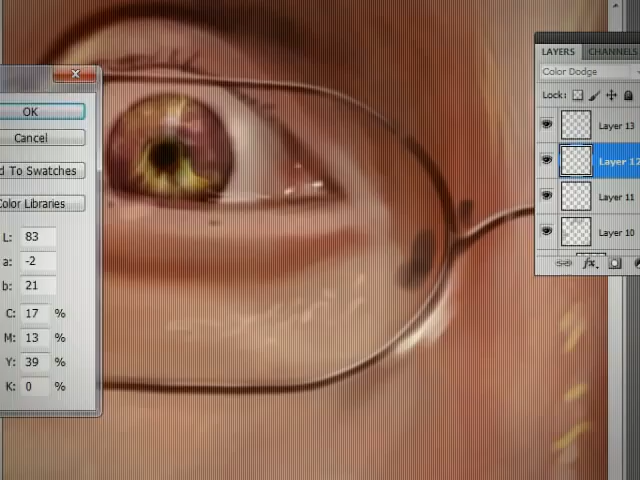 OK
Cancel
To Swatches
Color Libraries
L: 83
a: -2
b: 21
C: 17 %
M: 13 %
Y: 39 %
K: 0 %
LAYERS CHANNELS
Color Dodge
Lock:
Layer 13
Layer 12
Layer 11
Layer 10
fx